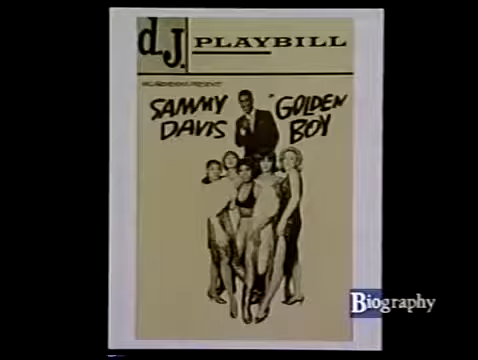 d.J.
PLAYBILL
SAMMY DAVIS
"GOLDEN BOY
Biography